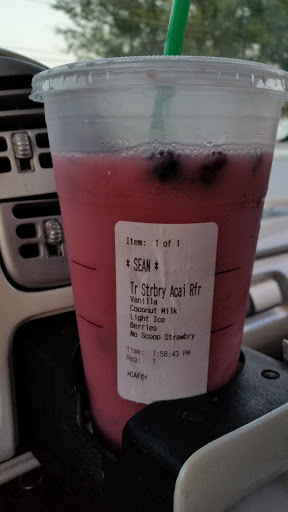 Item: 1 of 1
* SEAN *
Tr Strbry Acai Rfr
Vanilla
Coconut Milk
Light Ice
Berries
No Scoop Strawbry
Time: 7:58:43 PM
Reg: 1
>CAFE<